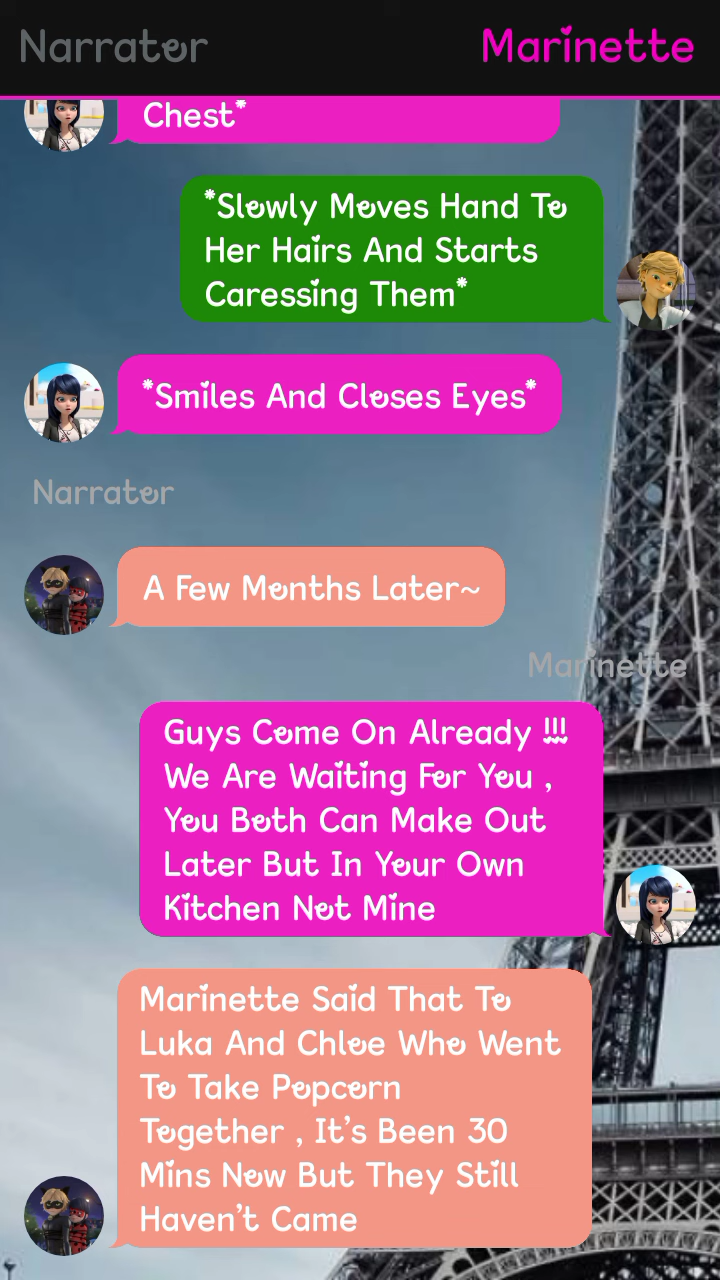 Narrator
Marinette
Chest*
*Slowly Moves Hand To
Her Hairs And Starts
Caressing Them*
*Smiles And Closes Eyes*
Narrator
A Few Months Later~
Marinette
Guys Come On Already !!!
We Are Waiting For You ,
You Both Can Make Out
Later But In Your Own
Kitchen Not Mine
Marinette Said That To
Luka And Chloe Who Went
To Take Popcorn
Together , It's Been 30
Mins Now But They Still
Haven't Came